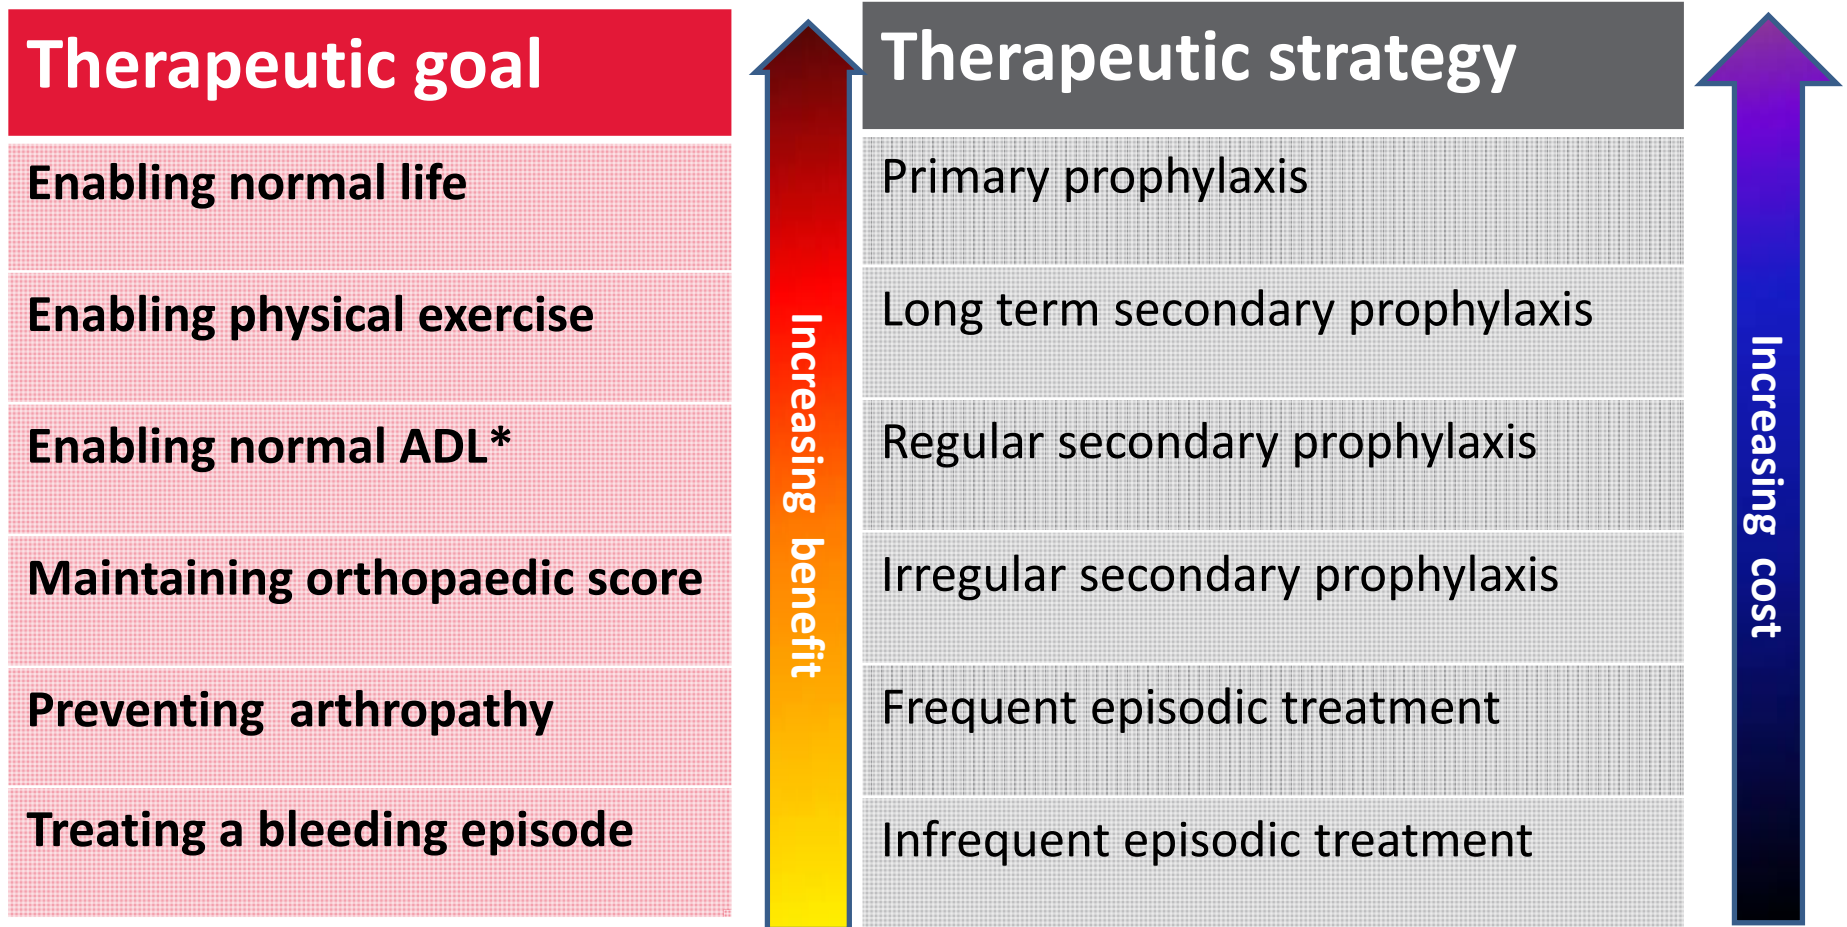 Therapeutic goal
Enabling normal life
Enabling physical exercise
Enabling normal ADL*
Maintaining orthopaedic score
Preventing arthropathy
Treating a bleeding episode
Increasing benefit
Therapeutic strategy
Primary prophylaxis
Long term secondary prophylaxis
Regular secondary prophylaxis
Irregular secondary prophylaxis
Frequent episodic treatment
Infrequent episodic treatment
Increasing cost